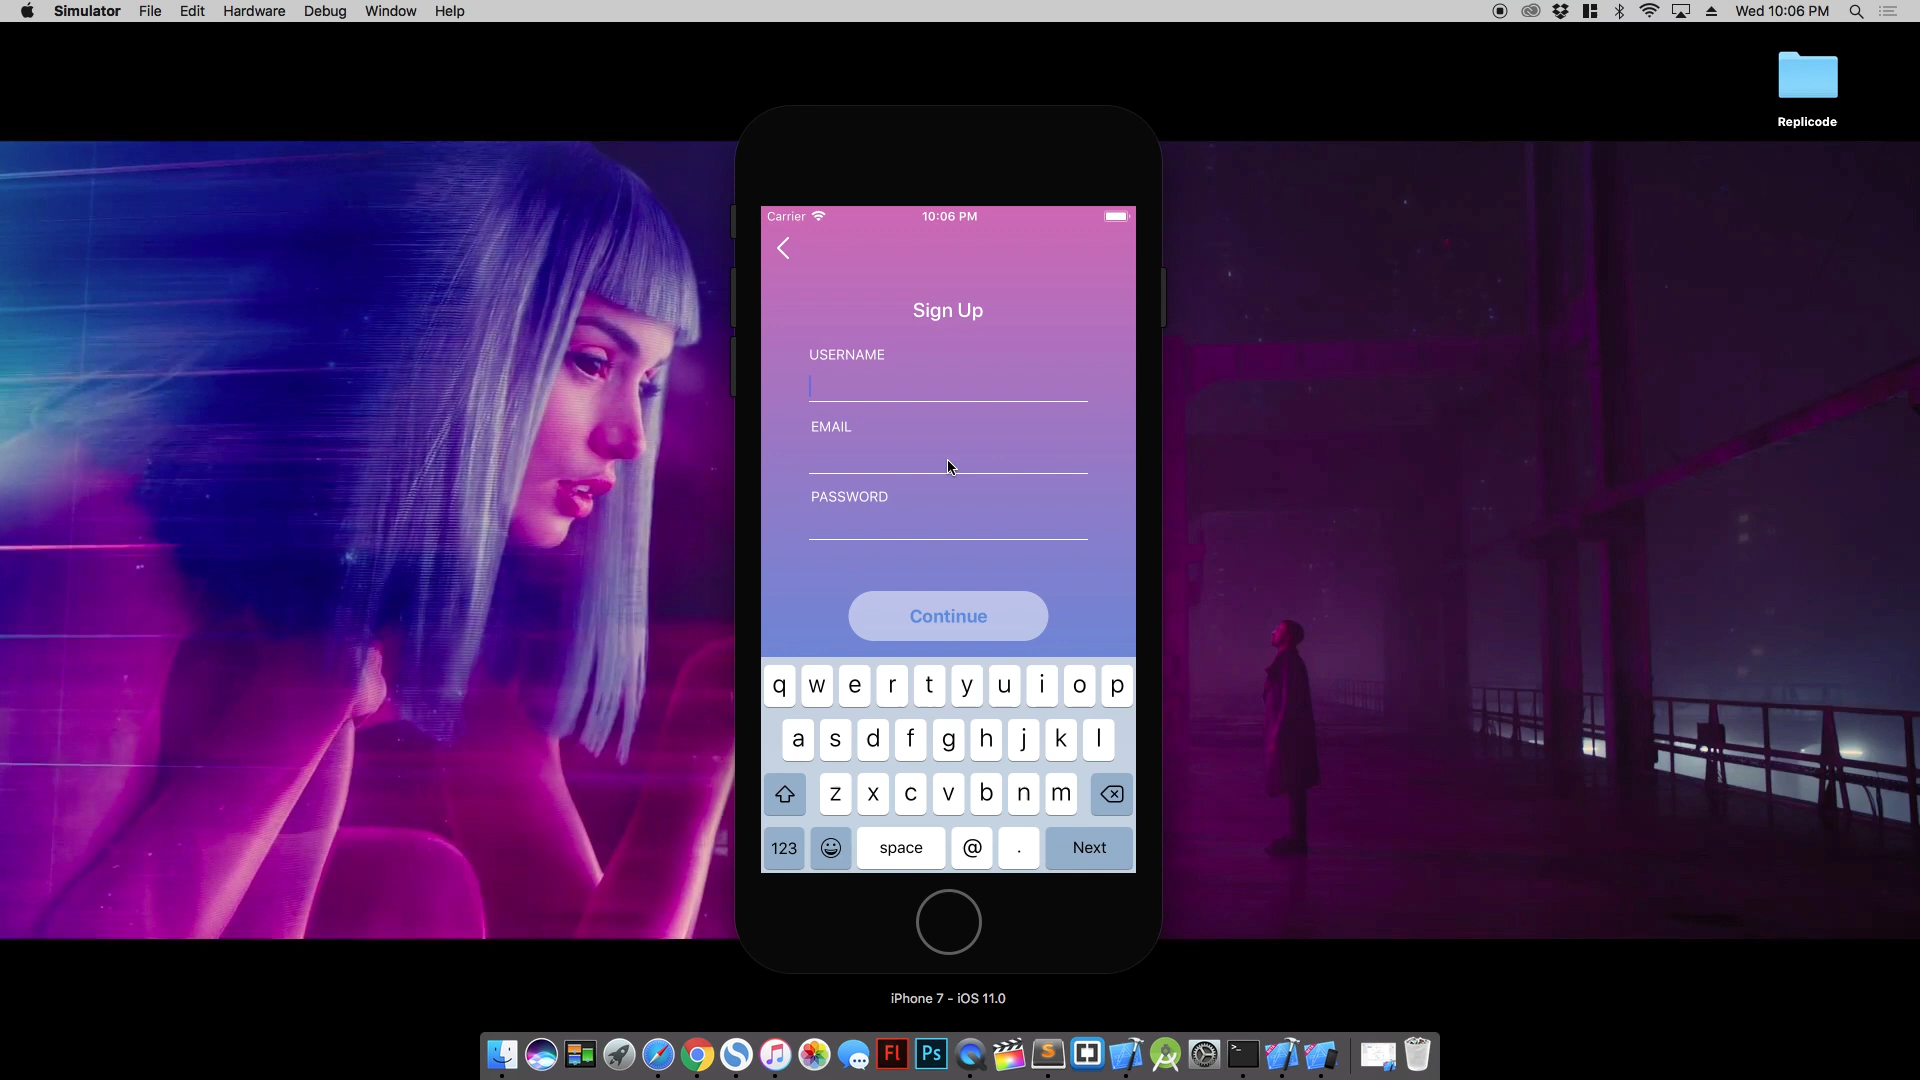 Simulator File Edit Hardware Debug Window Help
Wed 10:06 PM
Replicode
Carrier 10:06 PM
Sign Up
USERNAME
EMAIL
PASSWORD
Continue
q w e r t y u i o p
a s d f g h j k l
z x c v b n m
123 space @ . Next
iPhone 7 - iOS 11.0
Fl Ps S